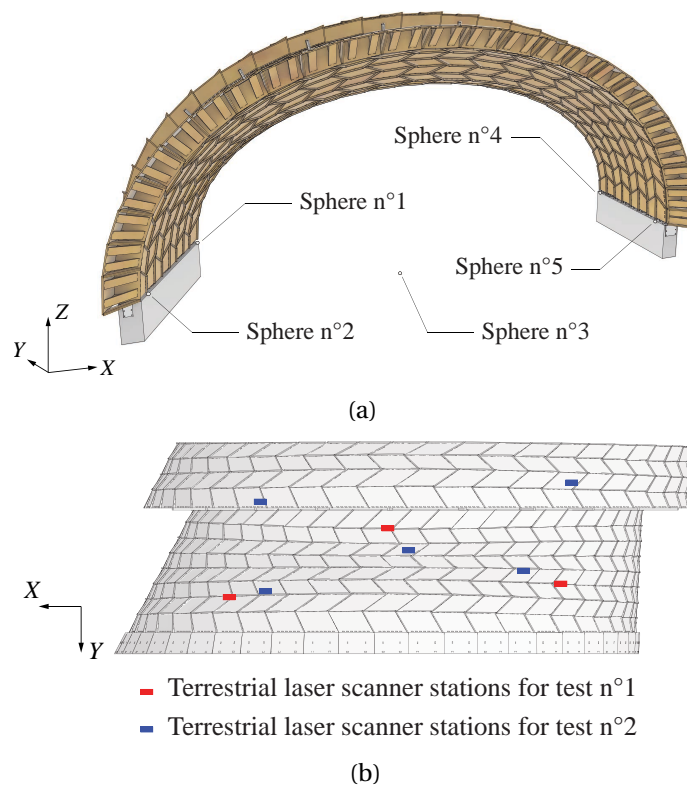 Sphere n°4
Sphere n°1
Sphere n°5
Sphere n°2
Sphere n°3
Z
Y
X
(a)
X
Y
Terrestrial laser scanner stations for test n°1
Terrestrial laser scanner stations for test n°2
(b)